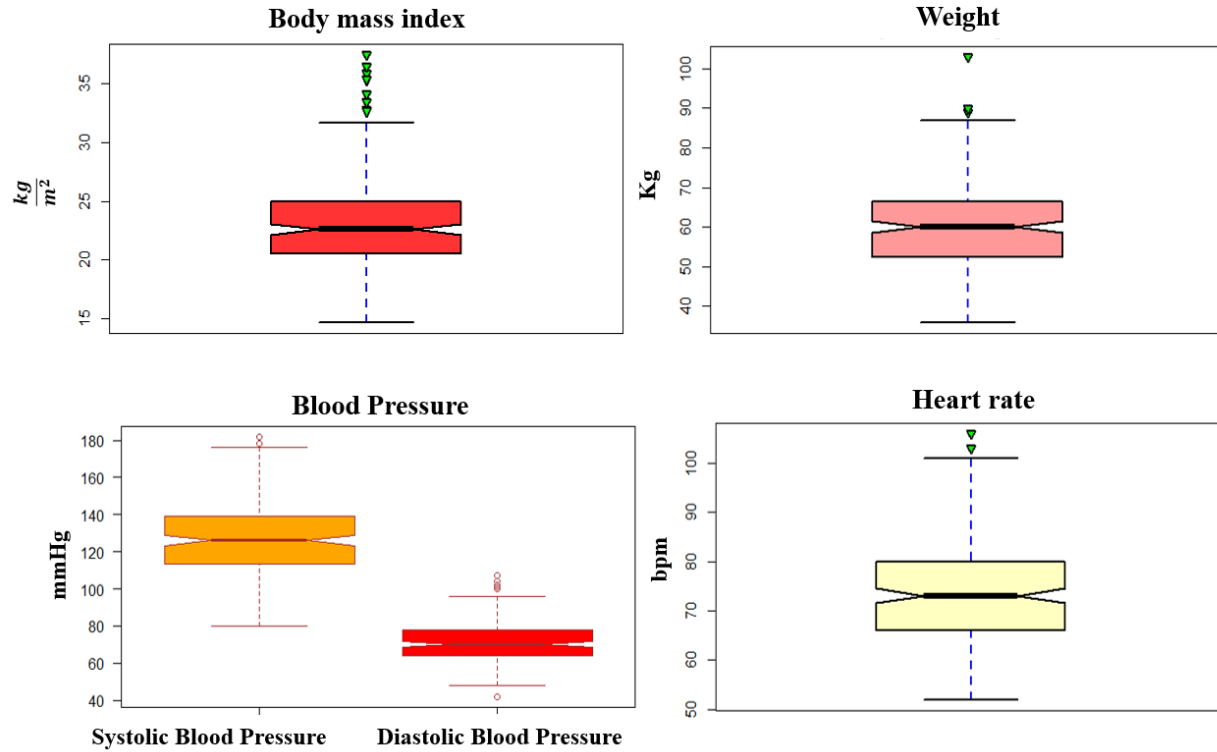 Body mass index
35
30
25
20
15
kg
m²
Weight
100
90
80
70
60
50
40
Kg
Blood Pressure
180
160
140
120
100
80
60
40
mmHg
Systolic Blood Pressure
Diastolic Blood Pressure
Heart rate
100
90
80
70
60
50
bpm